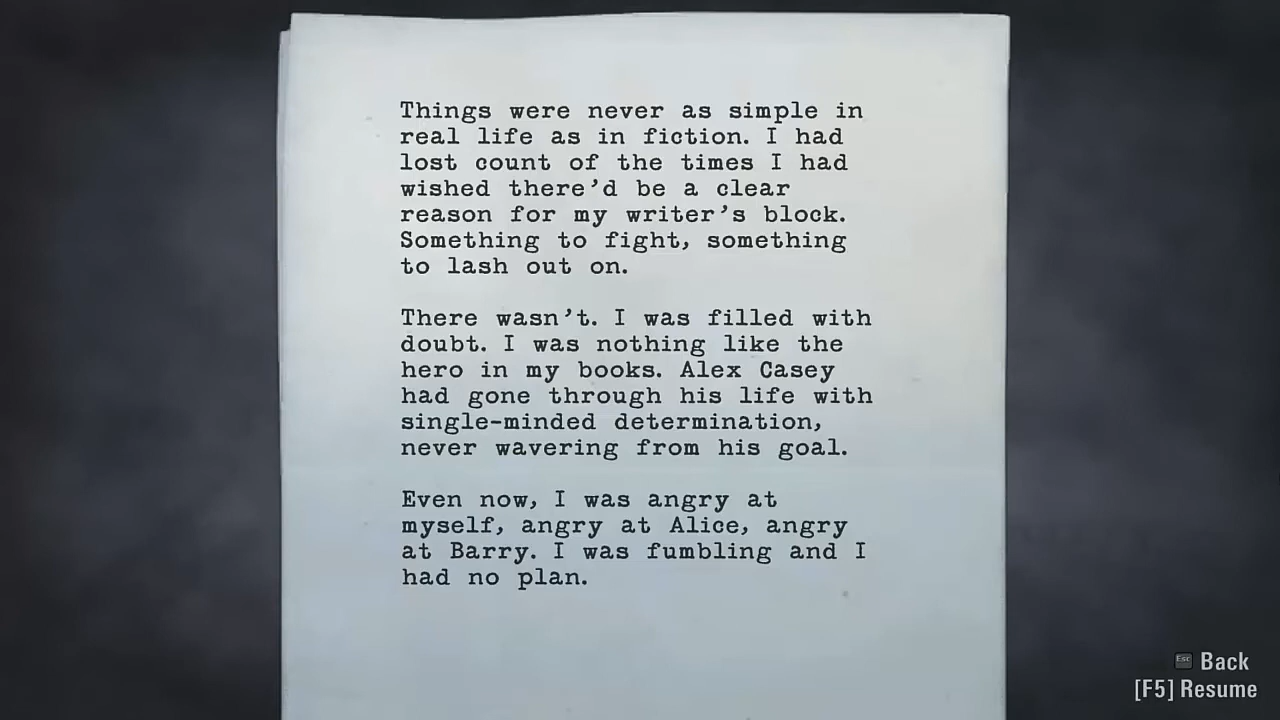 Things were never as simple in
real life as in fiction. I had
lost count of the times I had
wished there’d be a clear
reason for my writer’s block.
Something to fight, something
to lash out on.
There wasn’t. I was filled with
doubt. I was nothing like the
hero in my books. Alex Casey
had gone through his life with
single-minded determination,
never wavering from his goal.
Even now, I was angry at
myself, angry at Alice, angry
at Barry. I was fumbling and I
had no plan.
Esc Back
[F5] Resume